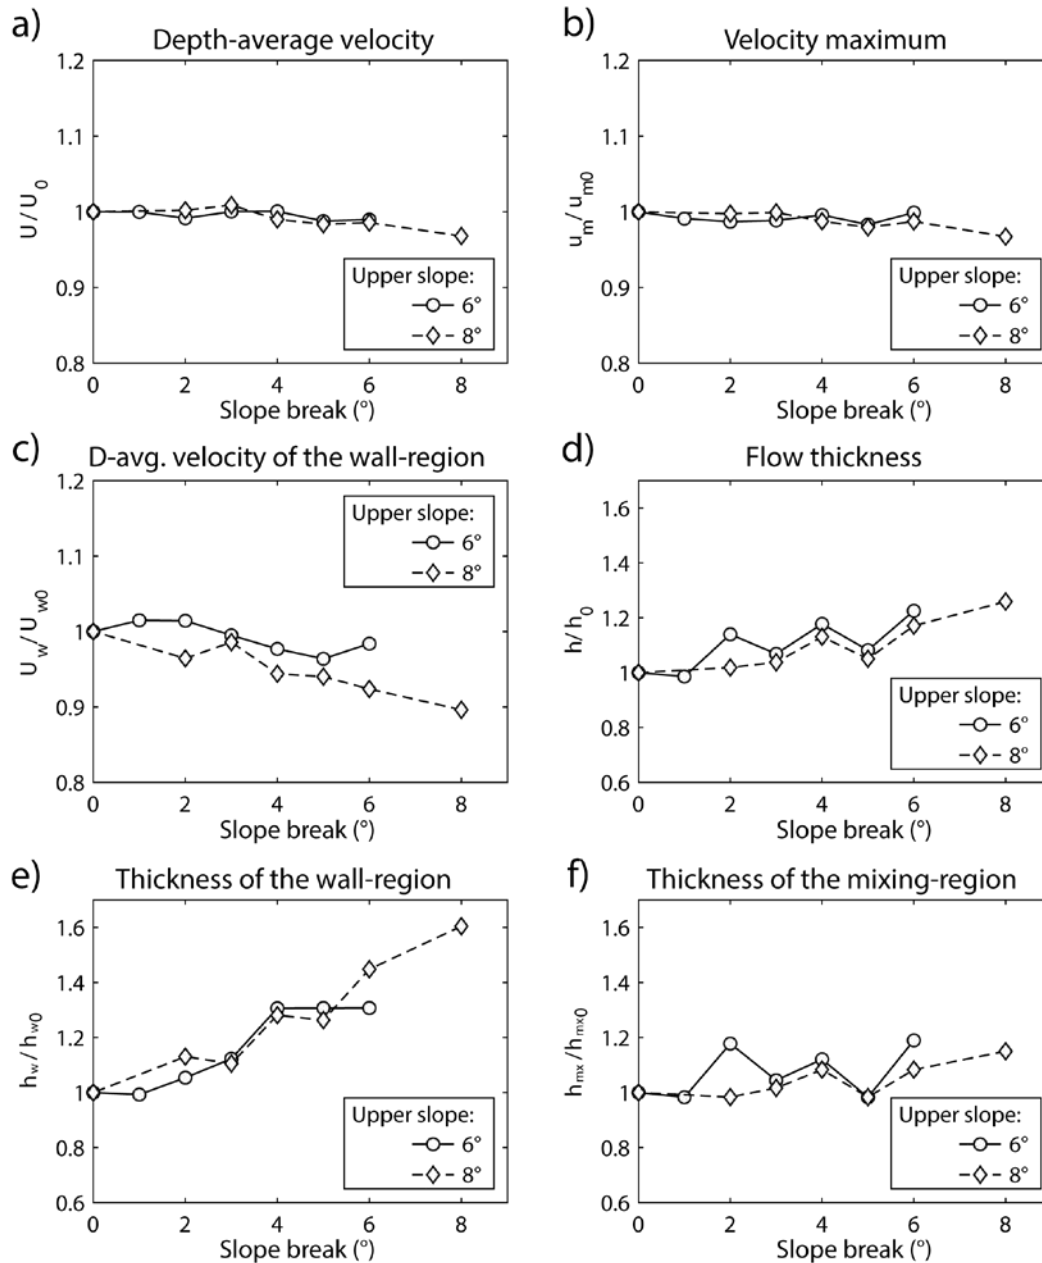 a)
Depth-average velocity
1.2
1.1
1
0.9
0.8
U / U0
0 2 4 6 8
Slope break (°)
Upper slope:
6°
8°
b)
Velocity maximum
1.2
1.1
1
0.9
0.8
um / um0
0 2 4 6 8
Slope break (°)
Upper slope:
6°
8°
c)
D-avg. velocity of the wall-region
1.2
1.1
1
0.9
0.8
Uw / Uw0
0 2 4 6 8
Slope break (°)
Upper slope:
6°
8°
d)
Flow thickness
1.6
1.4
1.2
1
0.8
0.6
h/ h0
0 2 4 6 8
Slope break (°)
Upper slope:
6°
8°
e)
Thickness of the wall-region
1.6
1.4
1.2
1
0.8
0.6
hw / hw0
0 2 4 6 8
Slope break (°)
Upper slope:
6°
8°
f)
Thickness of the mixing-region
1.6
1.4
1.2
1
0.8
0.6
hmx / hmx0
0 2 4 6 8
Slope break (°)
Upper slope:
6°
8°